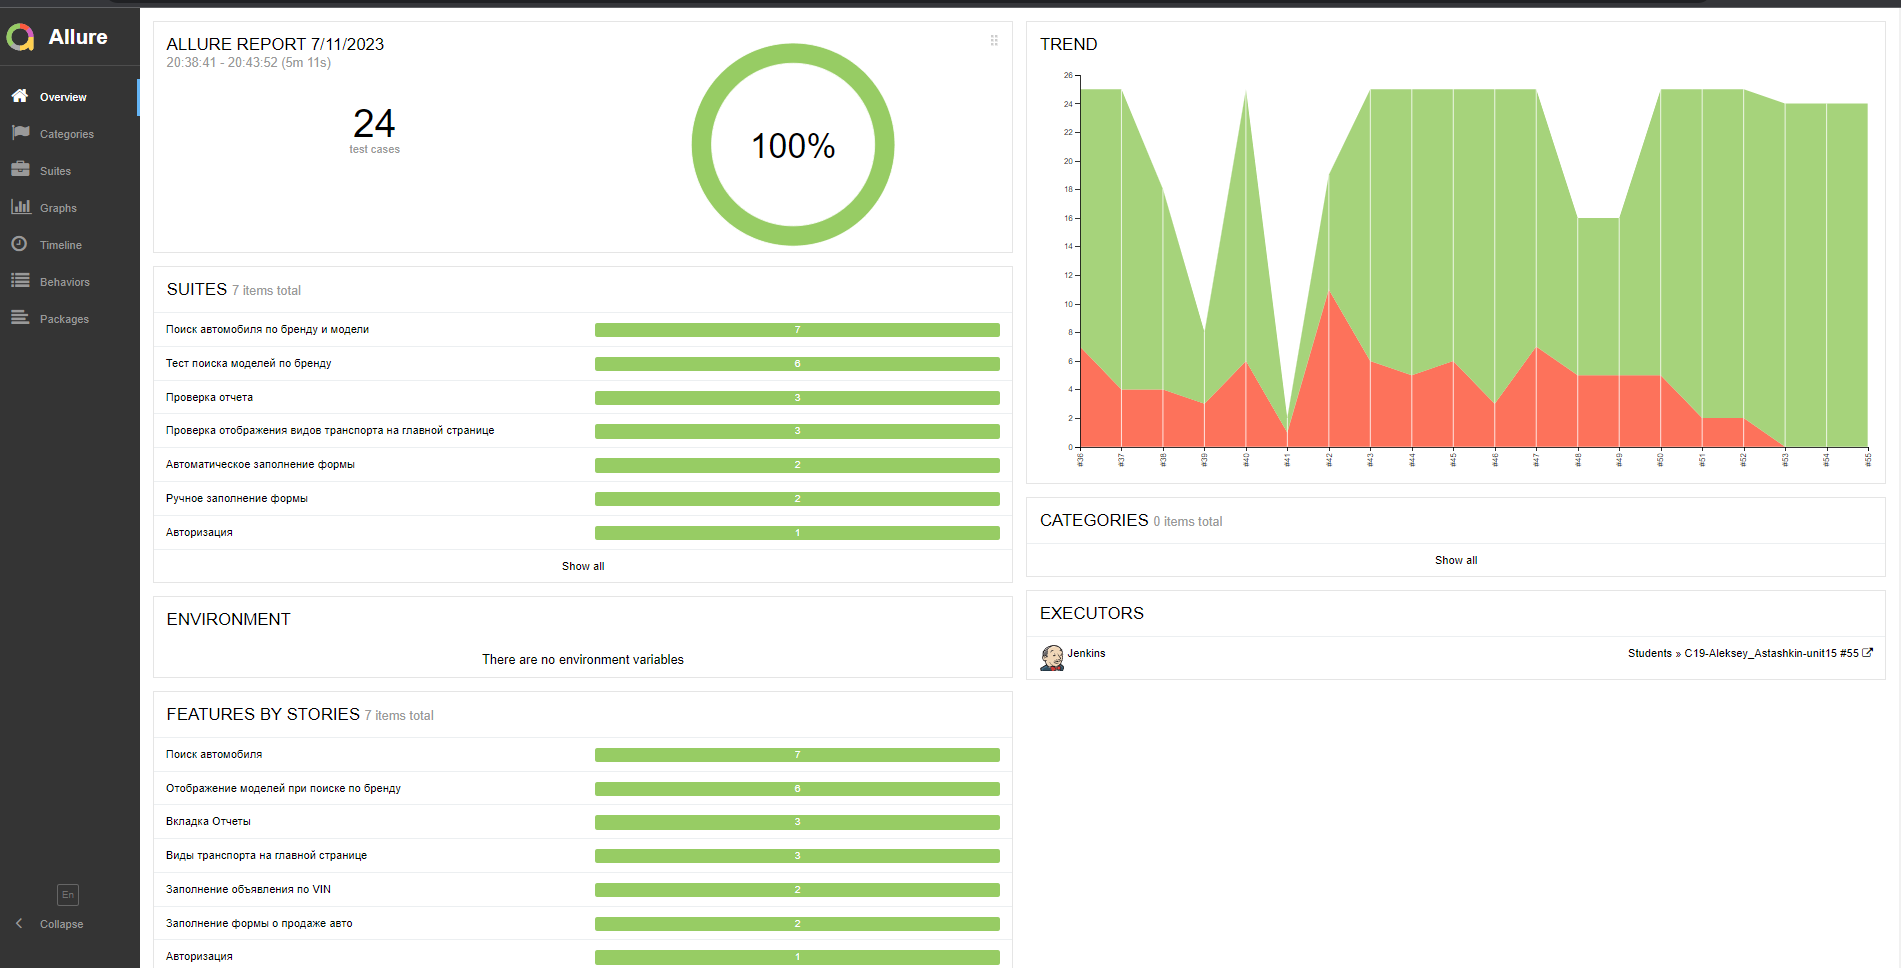 Allure
Overview
Categories
Suites
Graphs
Timeline
Behaviors
Packages
En
Collapse
ALLURE REPORT 7/11/2023
20:38:41 - 20:43:52 (5m 11s)
24
test cases
100%
SUITES 7 items total
Поиск автомобиля по бренду и модели 7
Тест поиска моделей по бренду 6
Проверка отчета 3
Проверка отображения видов транспорта на главной странице 3
Автоматическое заполнение формы 2
Ручное заполнение формы 2
Авторизация 1
Show all
ENVIRONMENT
There are no environment variables
FEATURES BY STORIES 7 items total
Поиск автомобиля 7
Отображение моделей при поиске по бренду 6
Вкладка Отчеты 3
Виды транспорта на главной странице 3
Заполнение объявления по VIN 2
Заполнение формы о продаже авто 2
Авторизация 1
TREND
26
24
22
20
18
16
14
12
10
8
6
4
2
0
#36 #37 #38 #39 #40 #41 #42 #43 #44 #45 #46 #47 #48 #49 #50 #51 #52 #53 #54 #55
CATEGORIES 0 items total
Show all
EXECUTORS
Jenkins Students » C19-Aleksey_Astashkin-unit15 #55